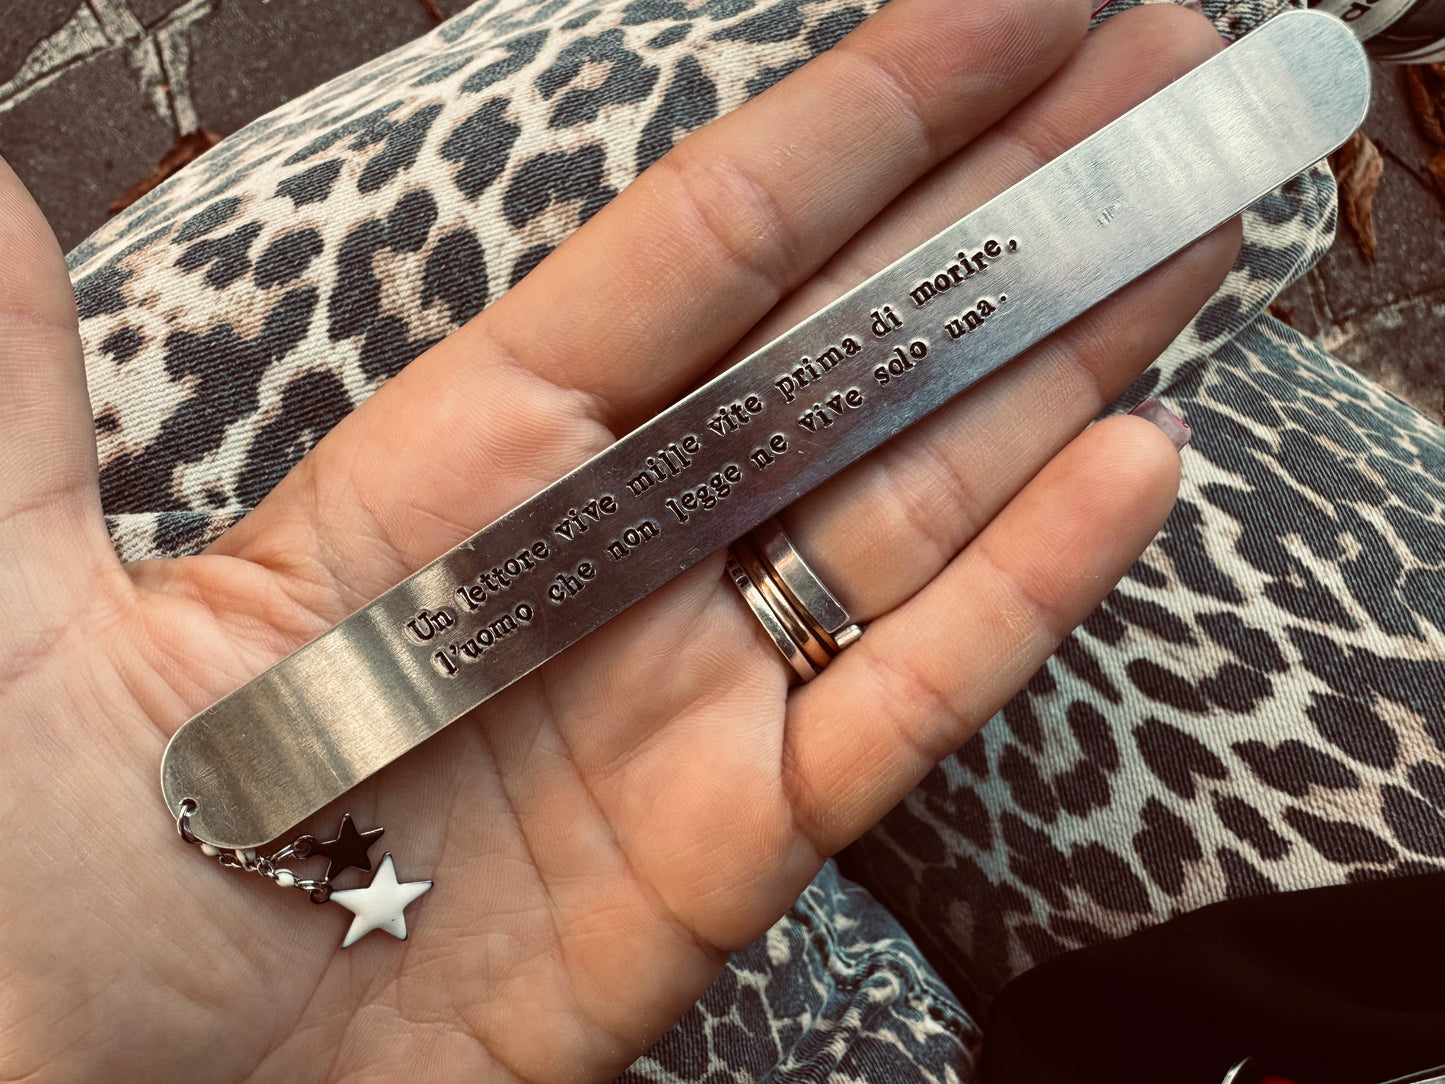 Un lettore vive mille vite prima di morire,
l'uomo che non legge ne vive solo una.